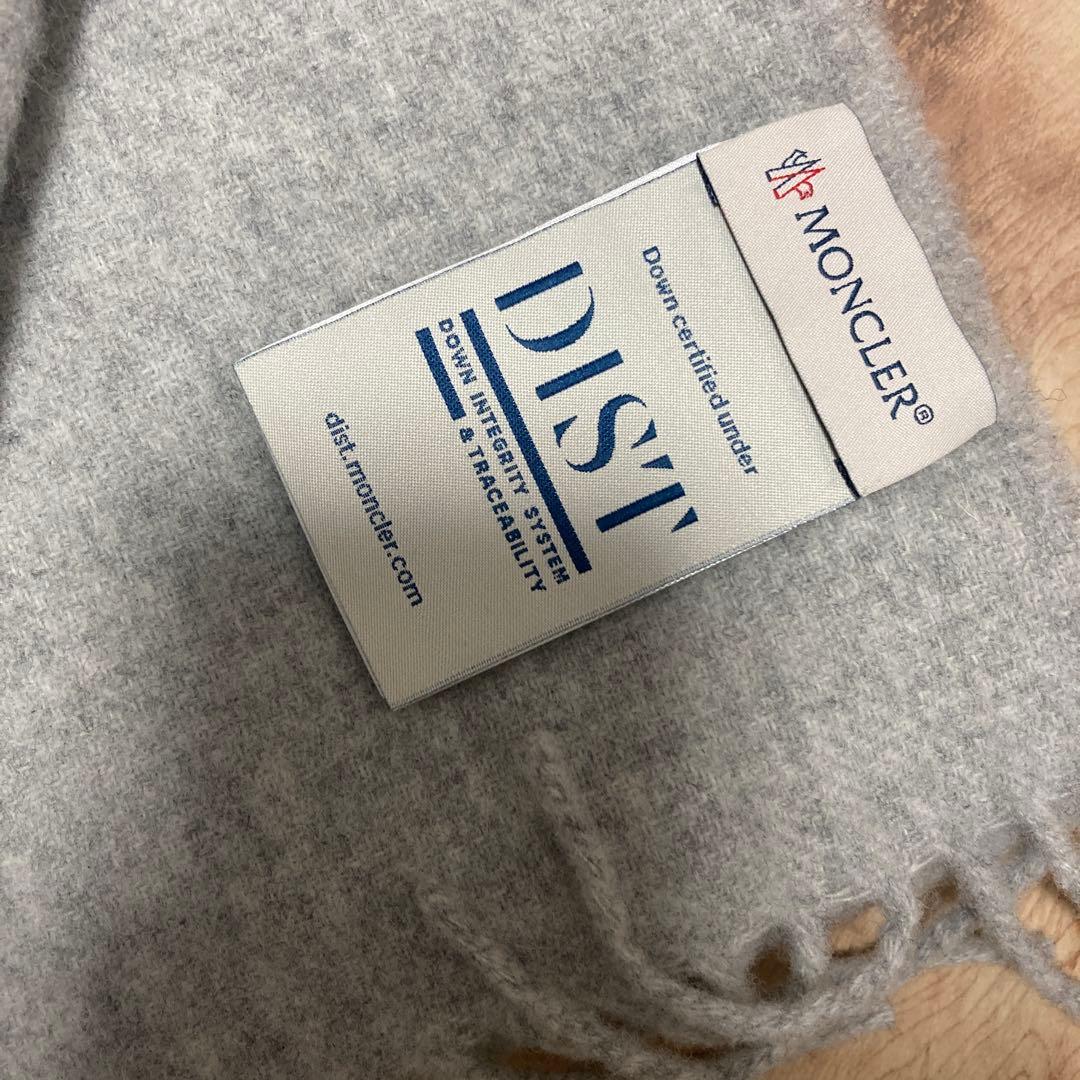 MONCLER®
Down certified under
DIST
DOWN INTEGRITY SYSTEM
& TRACEABILITY
dist.moncler.com